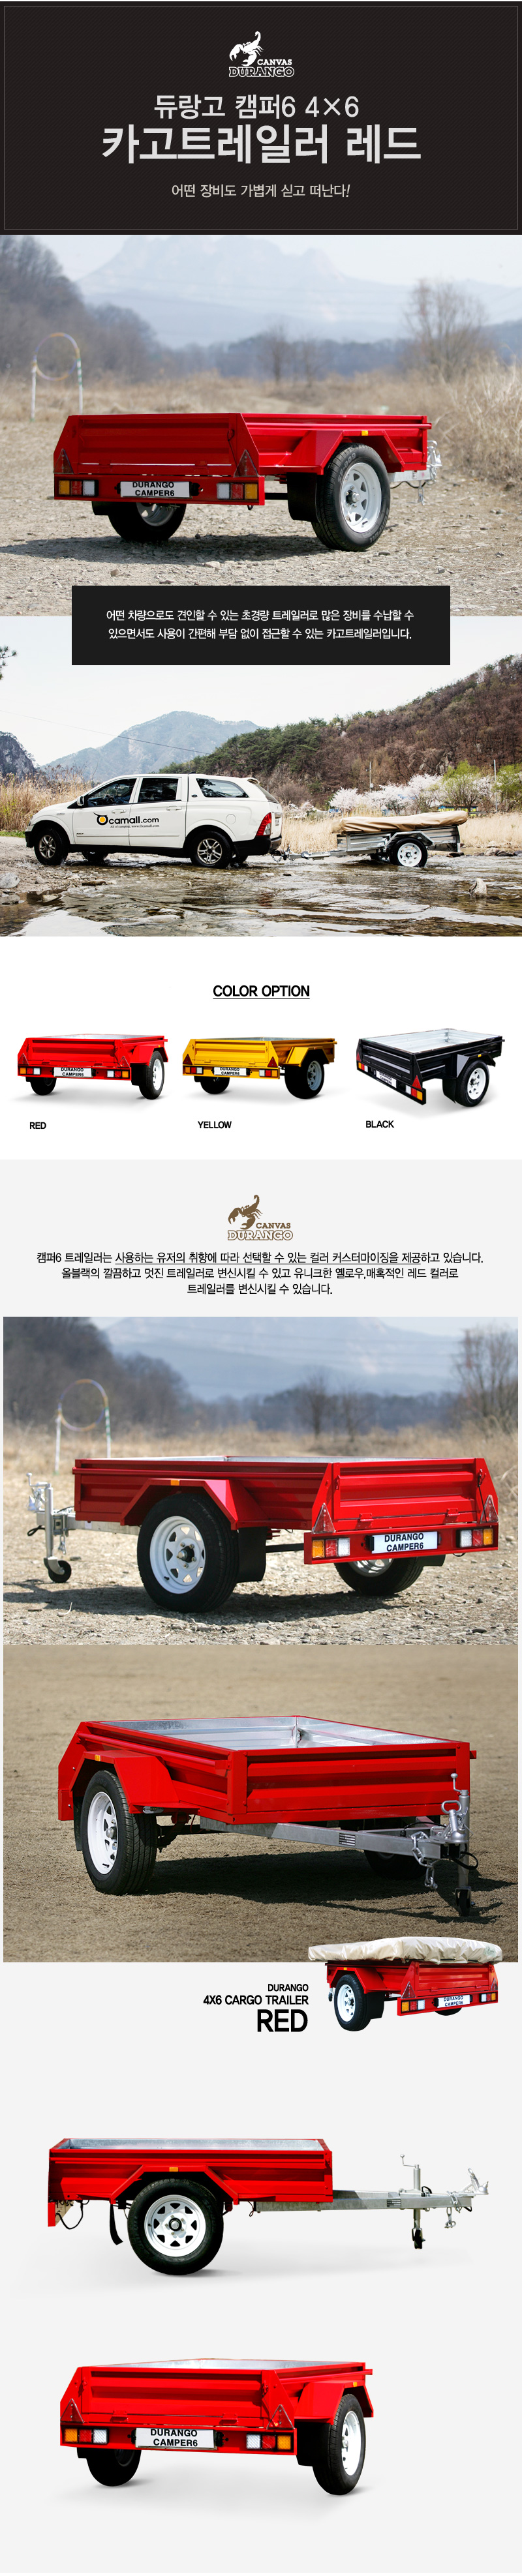 CANVAS
DURANGO
듀랑고 캠퍼6 4×6
카고트레일러 레드
어떤 장비도 가볍게 싣고 떠난다!
DURANGO
CAMPER6
어떤 차량으로도 견인할 수 있는 초경량 트레일러로 많은 장비를 수납할 수
있으면서도 사용이 간편해 부담 없이 접근할 수 있는 카고트레일러입니다.
Ocamall.com
COLOR OPTION
DURANGO
CAMPER6
DURANGO
CAMPER6
RED
YELLOW
BLACK
CANVAS
DURANGO
캠퍼6 트레일러는 사용하는 유저의 취향에 따라 선택할 수 있는 컬러 커스터마이징을 제공하고 있습니다.
올블랙의 깔끔하고 멋진 트레일러로 변신시킬 수 있고 유니크한 옐로우,매혹적인 레드 컬러로
트레일러를 변신시킬 수 있습니다.
DURANGO
CAMPER6
DURANGO
4X6 CARGO TRAILER
RED
DURANGO
CAMPER6
DURANGO
CAMPER6